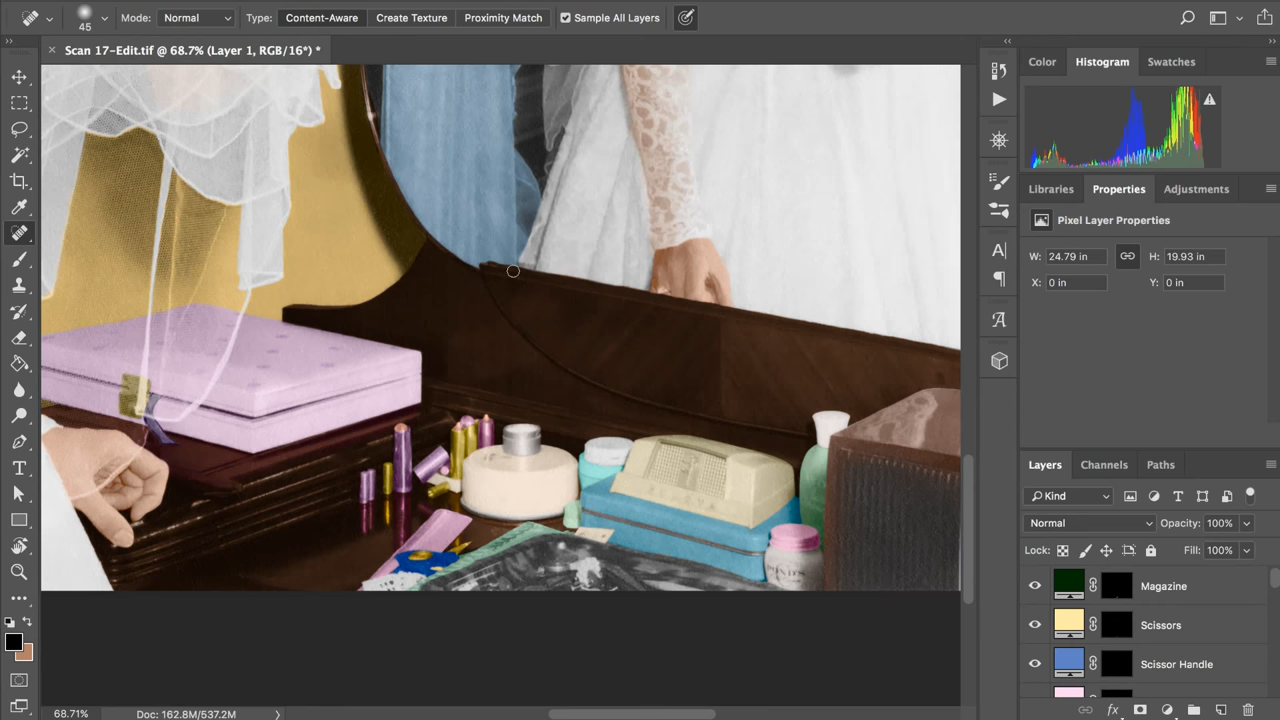 45
Mode:
Normal
Type:
Content-Aware
Create Texture
Proximity Match
Sample All Layers
Scan 17-Edit.tif @ 68.7% (Layer 1, RGB/16*) *
Color
Histogram
Swatches
Libraries
Properties
Adjustments
Pixel Layer Properties
W: 24.79 in
H: 19.93 in
X: 0 in
Y: 0 in
POND'S
Layers
Channels
Paths
Kind
Normal
Opacity: 100%
Lock:
Fill: 100%
Magazine
Scissors
Scissor Handle
fx
68.71%
Doc: 162.8M/537.2M